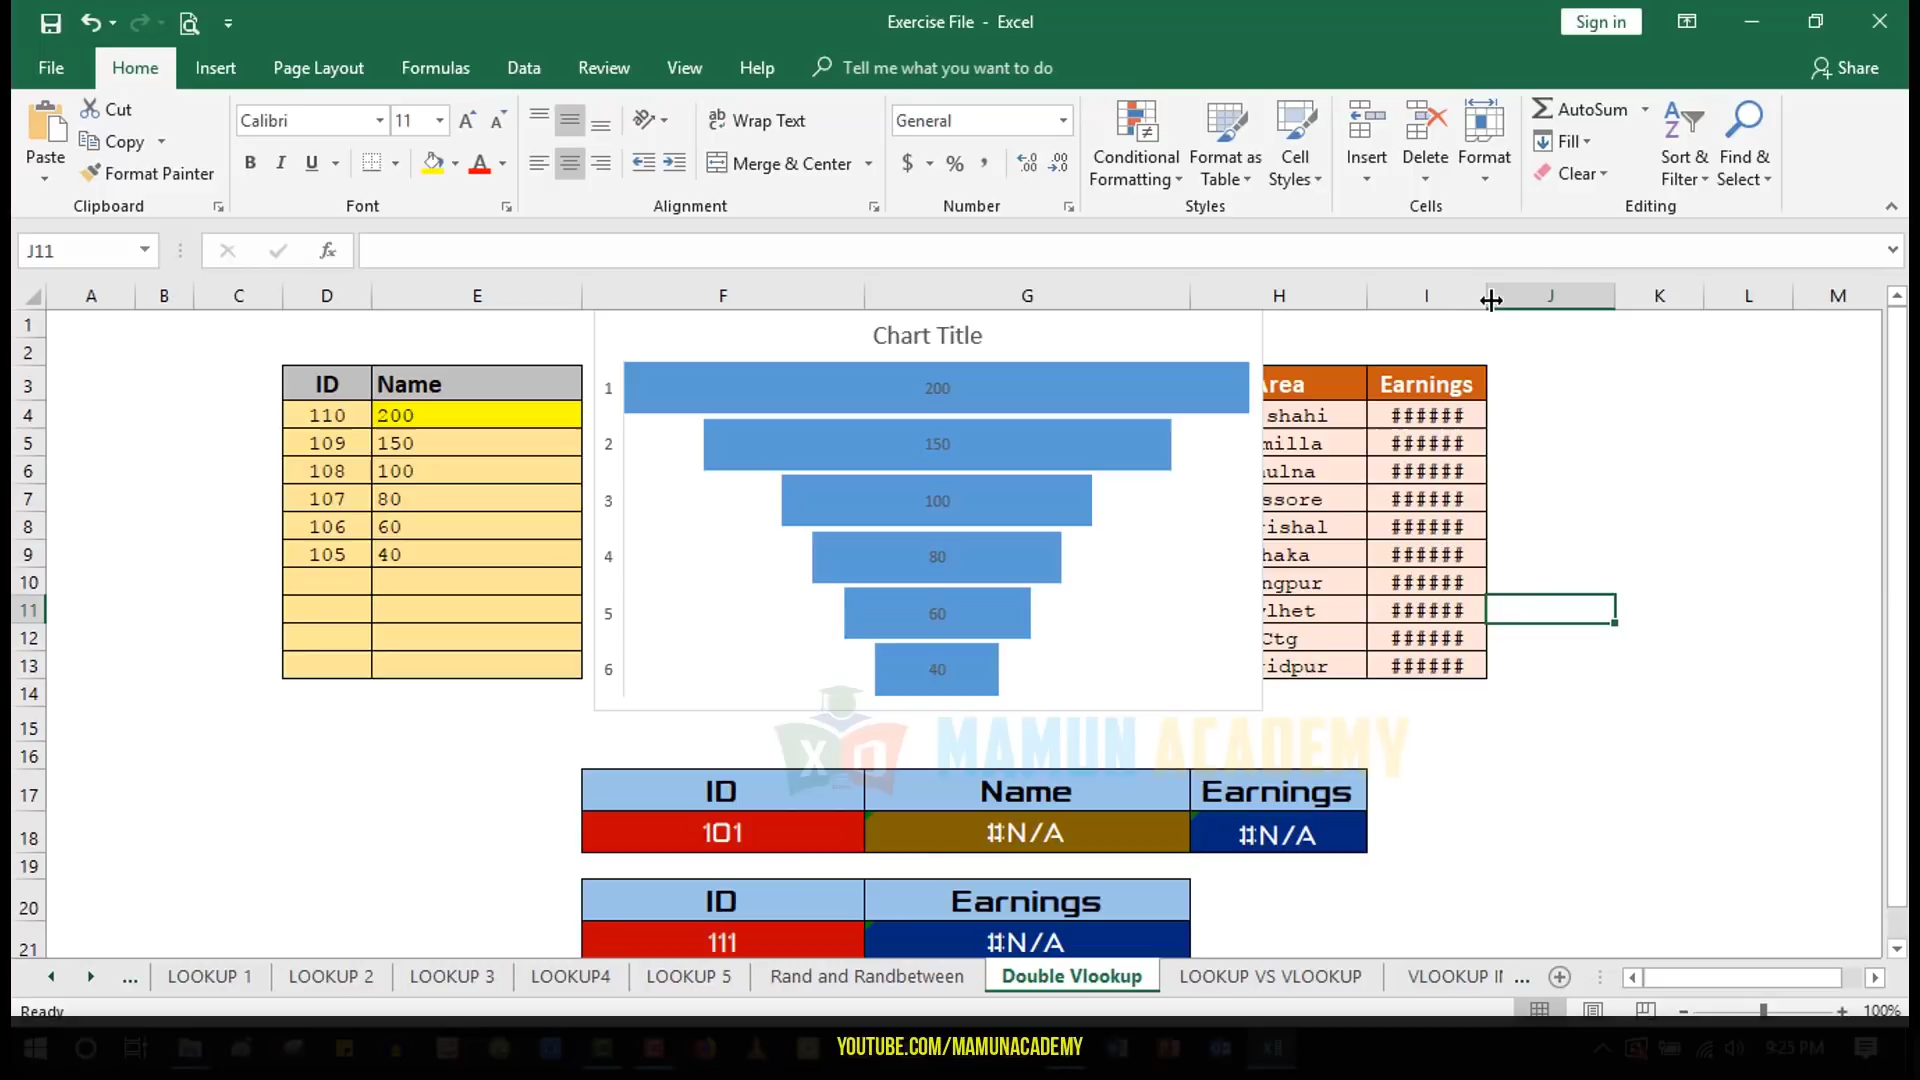 Exercise File - Excel
Sign in
File Home Insert Page Layout Formulas Data Review View Help Tell me what you want to do Share
Paste
Cut
Copy
Format Painter
Clipboard
Calibri 11
B I U
Font
Wrap Text
Merge & Center
Alignment
General
$ %
Number
Conditional Formatting
Format as Table
Cell Styles
Styles
Insert
Delete
Format
Cells
AutoSum
Fill
Clear
Sort & Filter
Find & Select
Editing
J11 fx
A B C D E F G H I J K L M
1
2
3 ID Name
4 110 200
5 109 150
6 108 100
7 107 80
8 106 60
9 105 40
10
11
12
13
14
15
16
Chart Title
1 200
2 150
3 100
4 80
5 60
6 40
Area Earnings
shahi ######
milla ######
ulna ######
ssore ######
ishal ######
haka ######
ngpur ######
lhet ######
Ctg ######
idpur ######
MAMUN ACADEMY
17 ID Name Earnings
18 101 #N/A #N/A
19
20 ID Earnings
21 111 #N/A
... LOOKUP 1 LOOKUP 2 LOOKUP 3 LOOKUP4 LOOKUP 5 Rand and Randbetween Double Vlookup LOOKUP VS VLOOKUP VLOOKUP IN ...
Ready
100%
YOUTUBE.COM/MAMUNACADEMY
9:25 PM